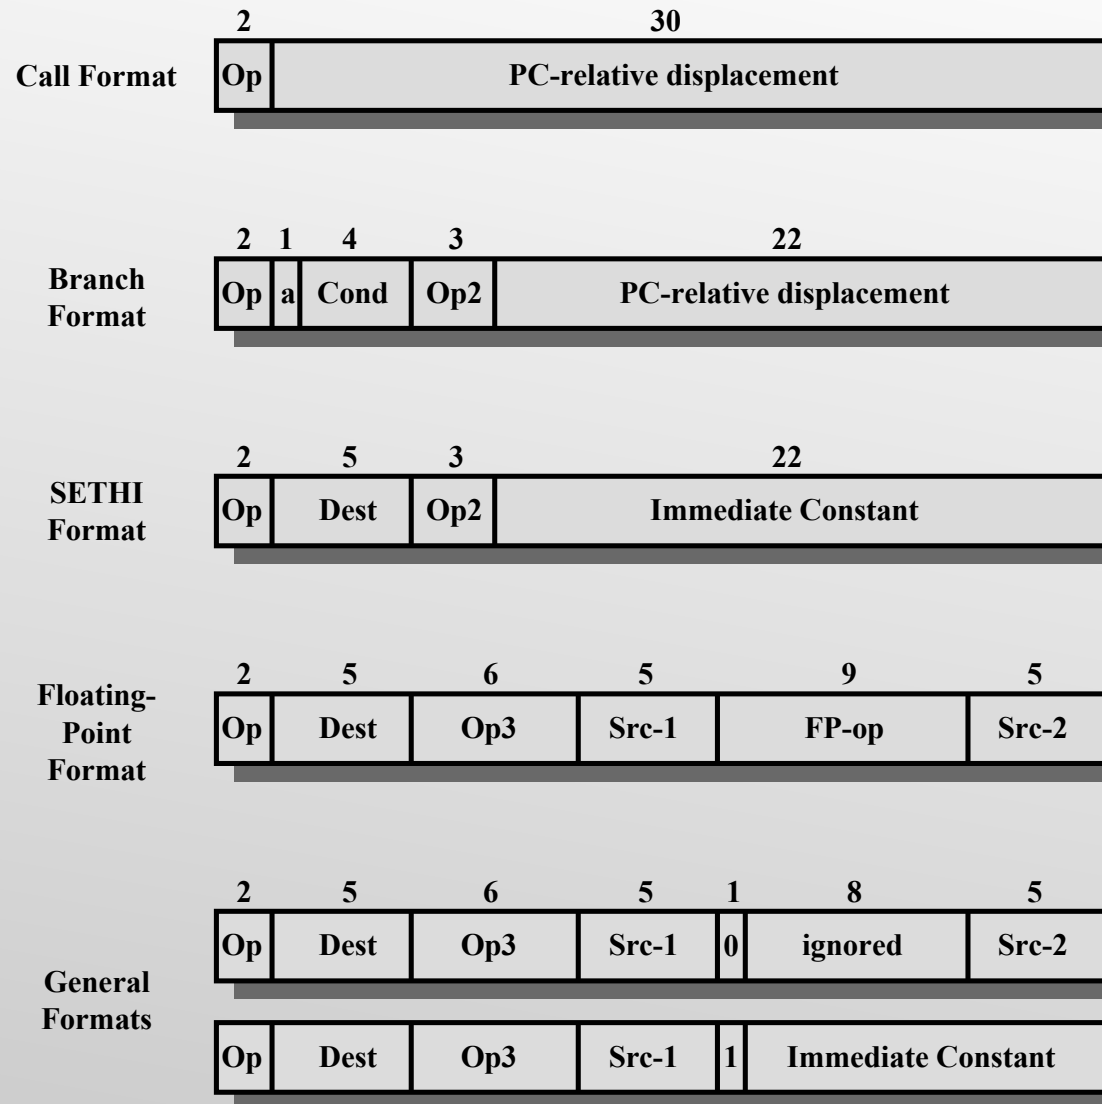 2 30
Call Format Op PC-relative displacement
2 1 4 3 22
Branch
Format
Op a Cond Op2 PC-relative displacement
2 5 3 22
SETHI
Format
Op Dest Op2 Immediate Constant
2 5 6 5 9 5
Floating-
Point
Format
Op Dest Op3 Src-1 FP-op Src-2
2 5 6 5 1 8 5
Op Dest Op3 Src-1 0 ignored Src-2
General
Formats
Op Dest Op3 Src-1 1 Immediate Constant